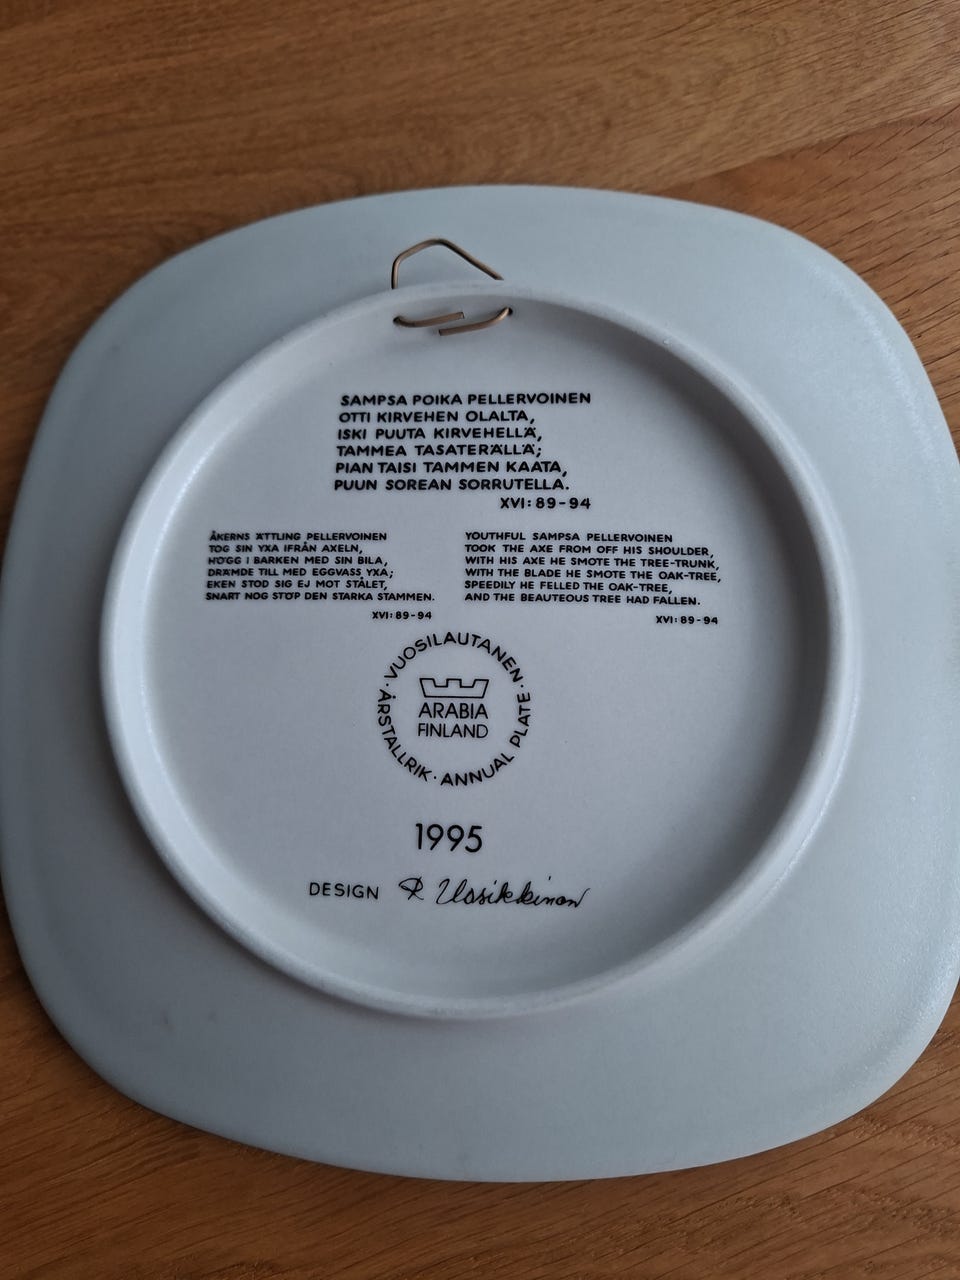 SAMPSA POIKA PELLERVOINEN
OTTI KIRVEHEN OLALTA,
ISKI PUUTA KIRVEHELLÄ,
TAMMEA TASATERÄLLÄ;
PIAN TAISI TAMMEN KAATA,
PUUN SOREAN SORRUTELLA.
XVI: 89-94
ÅKERNS ÄTTLING PELLERVOINEN
TOG SIN YXA IFRÅN AXELN,
HÖGG I BARKEN MED SIN BILA,
DRÄMDE TILL MED EGGVASS YXA;
EKEN STOD SIG EJ MOT STÅLET,
SNART NOG STÖP DEN STARKA STAMMEN.
XVI: 89-94
YOUTHFUL SAMPSA PELLERVOINEN
TOOK THE AXE FROM OFF HIS SHOULDER,
WITH HIS AXE HE SMOTE THE TREE-TRUNK,
WITH THE BLADE HE SMOTE THE OAK-TREE,
SPEEDILY HE FELLED THE OAK-TREE,
AND THE BEAUTEOUS TREE HAD FALLEN.
XVI: 89-94
· VUOSILAUTANEN · ANNUAL PLATE · ÅRSTALLRIK
ARABIA
FINLAND
1995
DESIGN R Uosikkinen